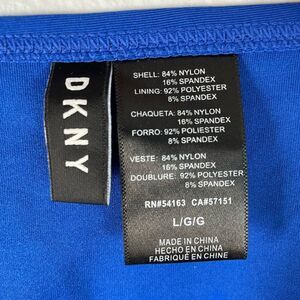 DKNY
SHELL: 84% NYLON
16% SPANDEX
LINING: 92% POLYESTER
8% SPANDEX
CHAQUETA: 84% NYLON
16% SPANDEX
FORRO: 92% POLIESTER
8% SPANDEX
VESTE: 84% NYLON
16% SPANDEX
DOUBLURE: 92% POLYESTER
8% SPANDEX
RN#54163 CA#57151
L/G/G
MADE IN CHINA
HECHO EN CHINA
FABRIQUÉ EN CHINE